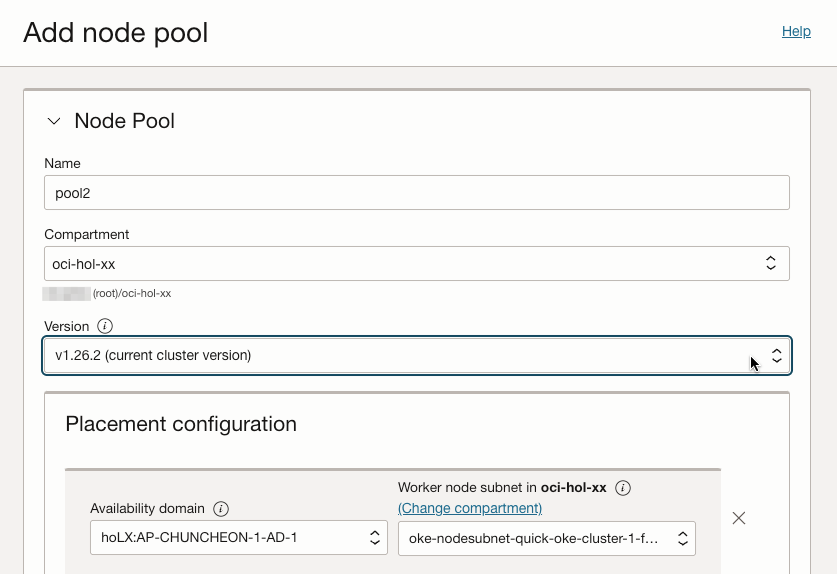 Add node pool
Help
Node Pool
Name
pool2
Compartment
oci-hol-xx
(root)/oci-hol-xx
Version
v1.26.2 (current cluster version)
Placement configuration
Availability domain
Worker node subnet in oci-hol-xx
(Change compartment)
hoLX:AP-CHUNCHEON-1-AD-1
oke-nodesubnet-quick-oke-cluster-1-f...